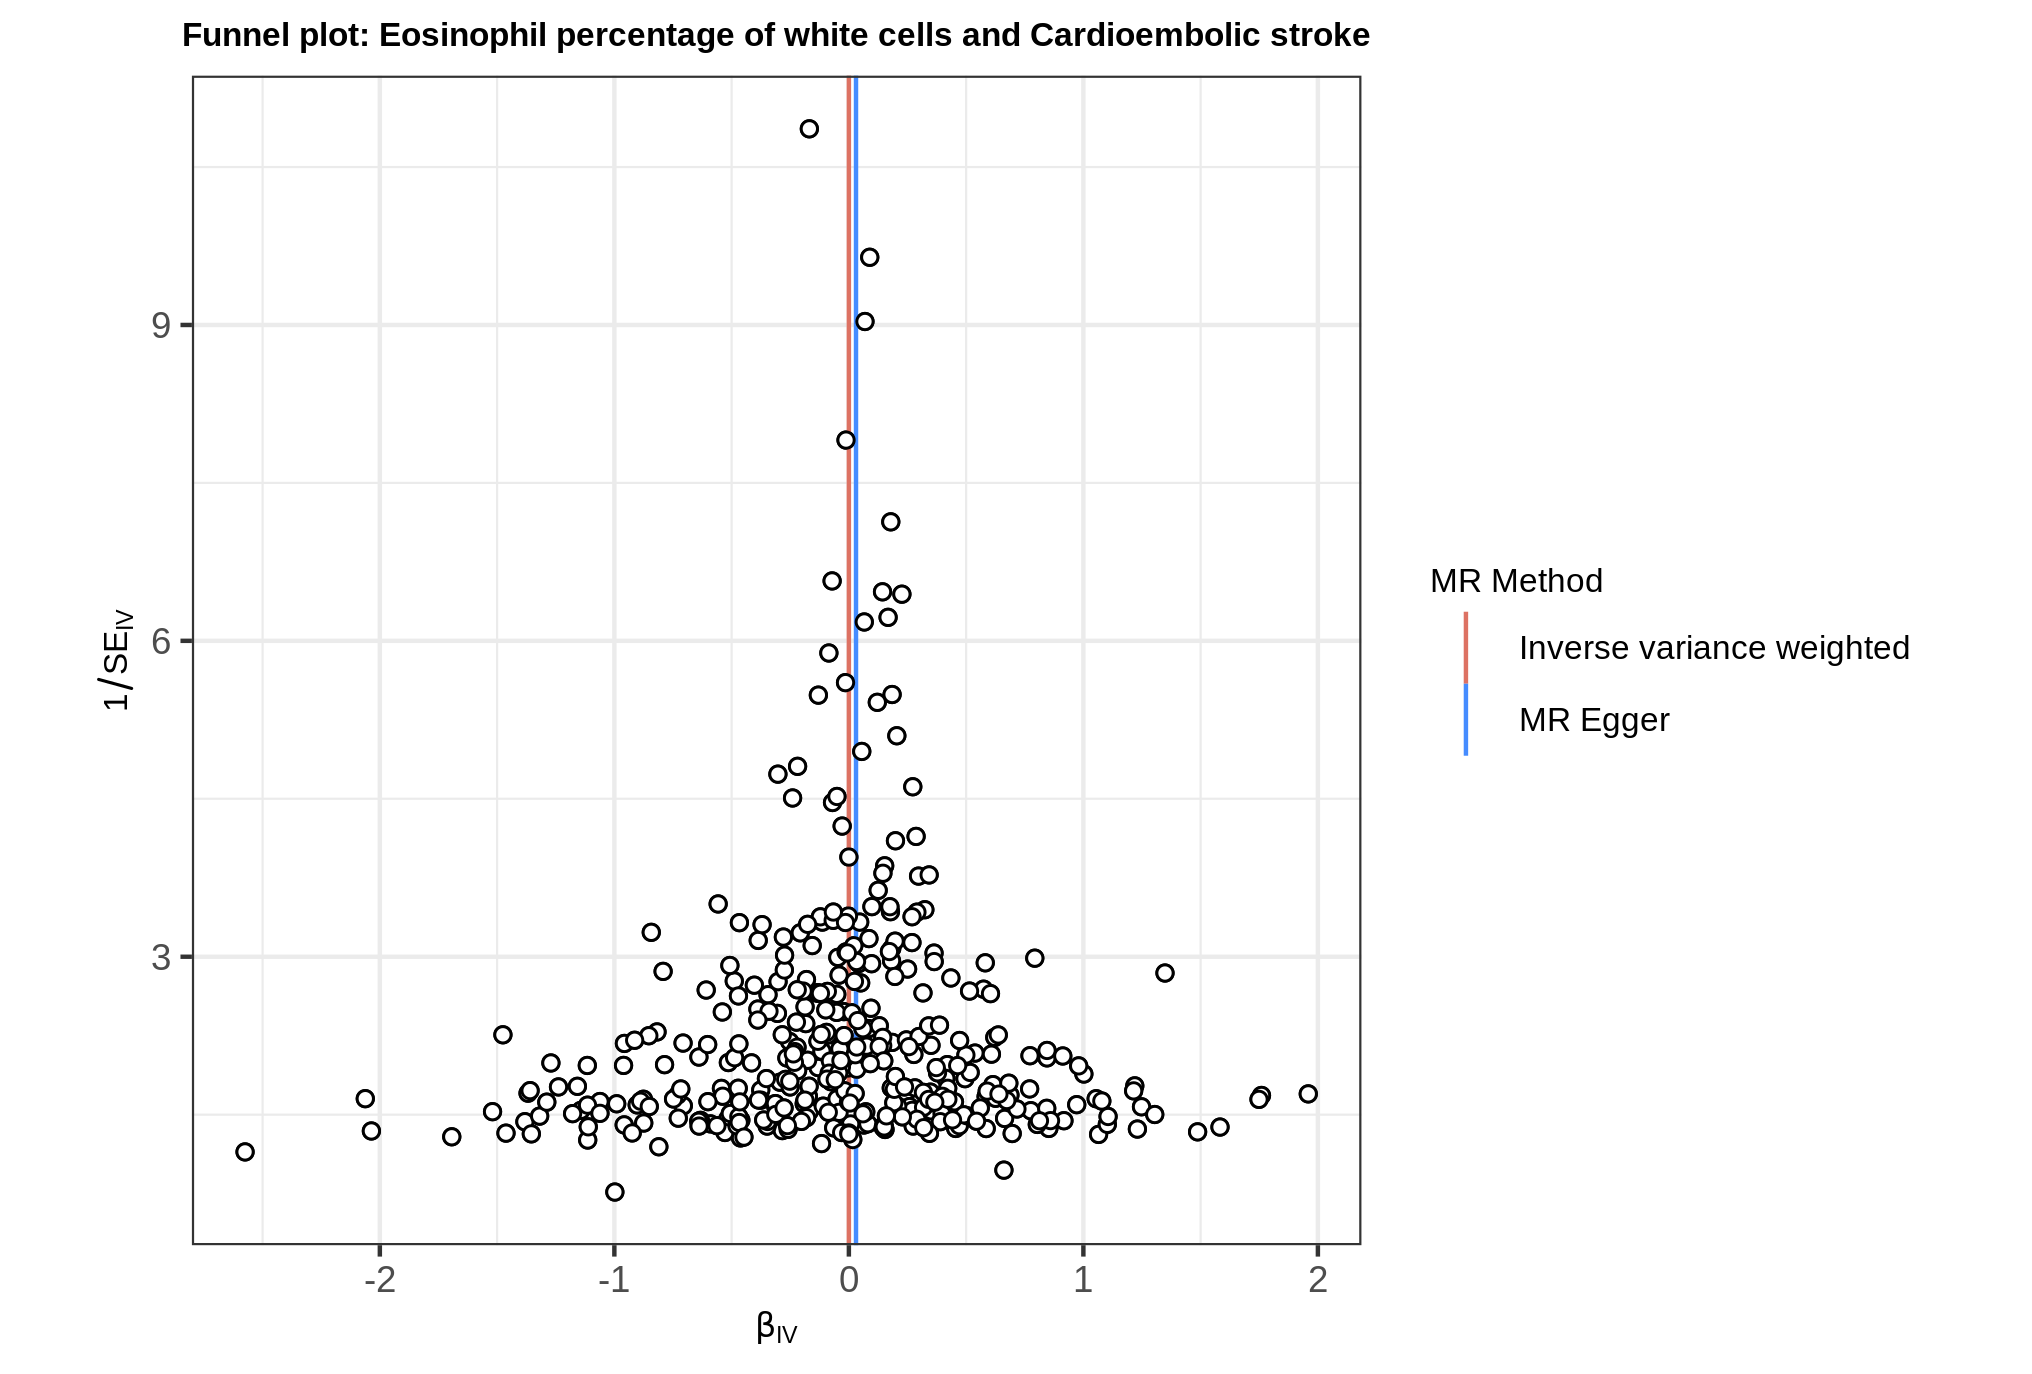 Funnel plot: Eosinophil percentage of white cells and Cardioembolic stroke
9
6
3
1/SEIV
-2 -1 0 1 2
βIV
MR Method
Inverse variance weighted
MR Egger